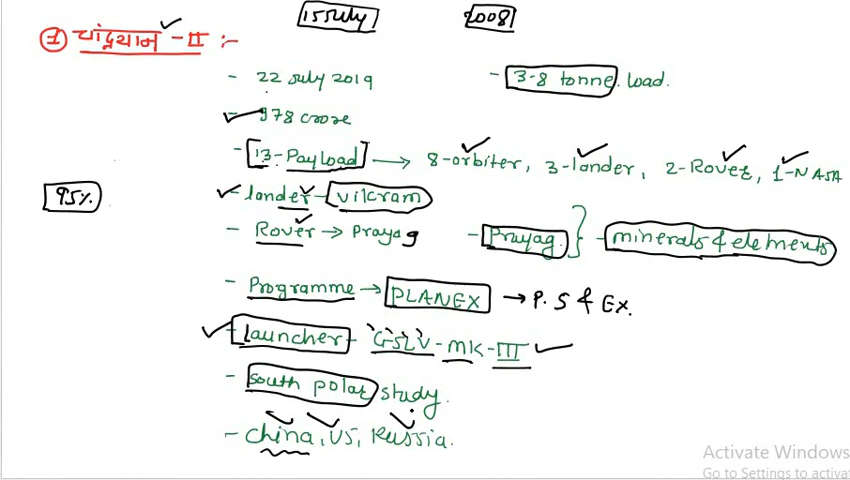 15 July 2008
1 चांद्रयान - II :-
- 22 July 2019 - 3-8 tonne. load.
- 978 crore
- 13 - Payload → 8-orbiter, 3-lander, 2-Rover, 1-NASA
95% - lander - vikram
- Rover → Prayag - Prayag. } - minerals & elements
- Programme → PLANEX → P. S & EX.
- Launcher - GSLV - MK - III
- south polar study.
- China, US, Russia.
Activate Windows
Go to Settings to activa